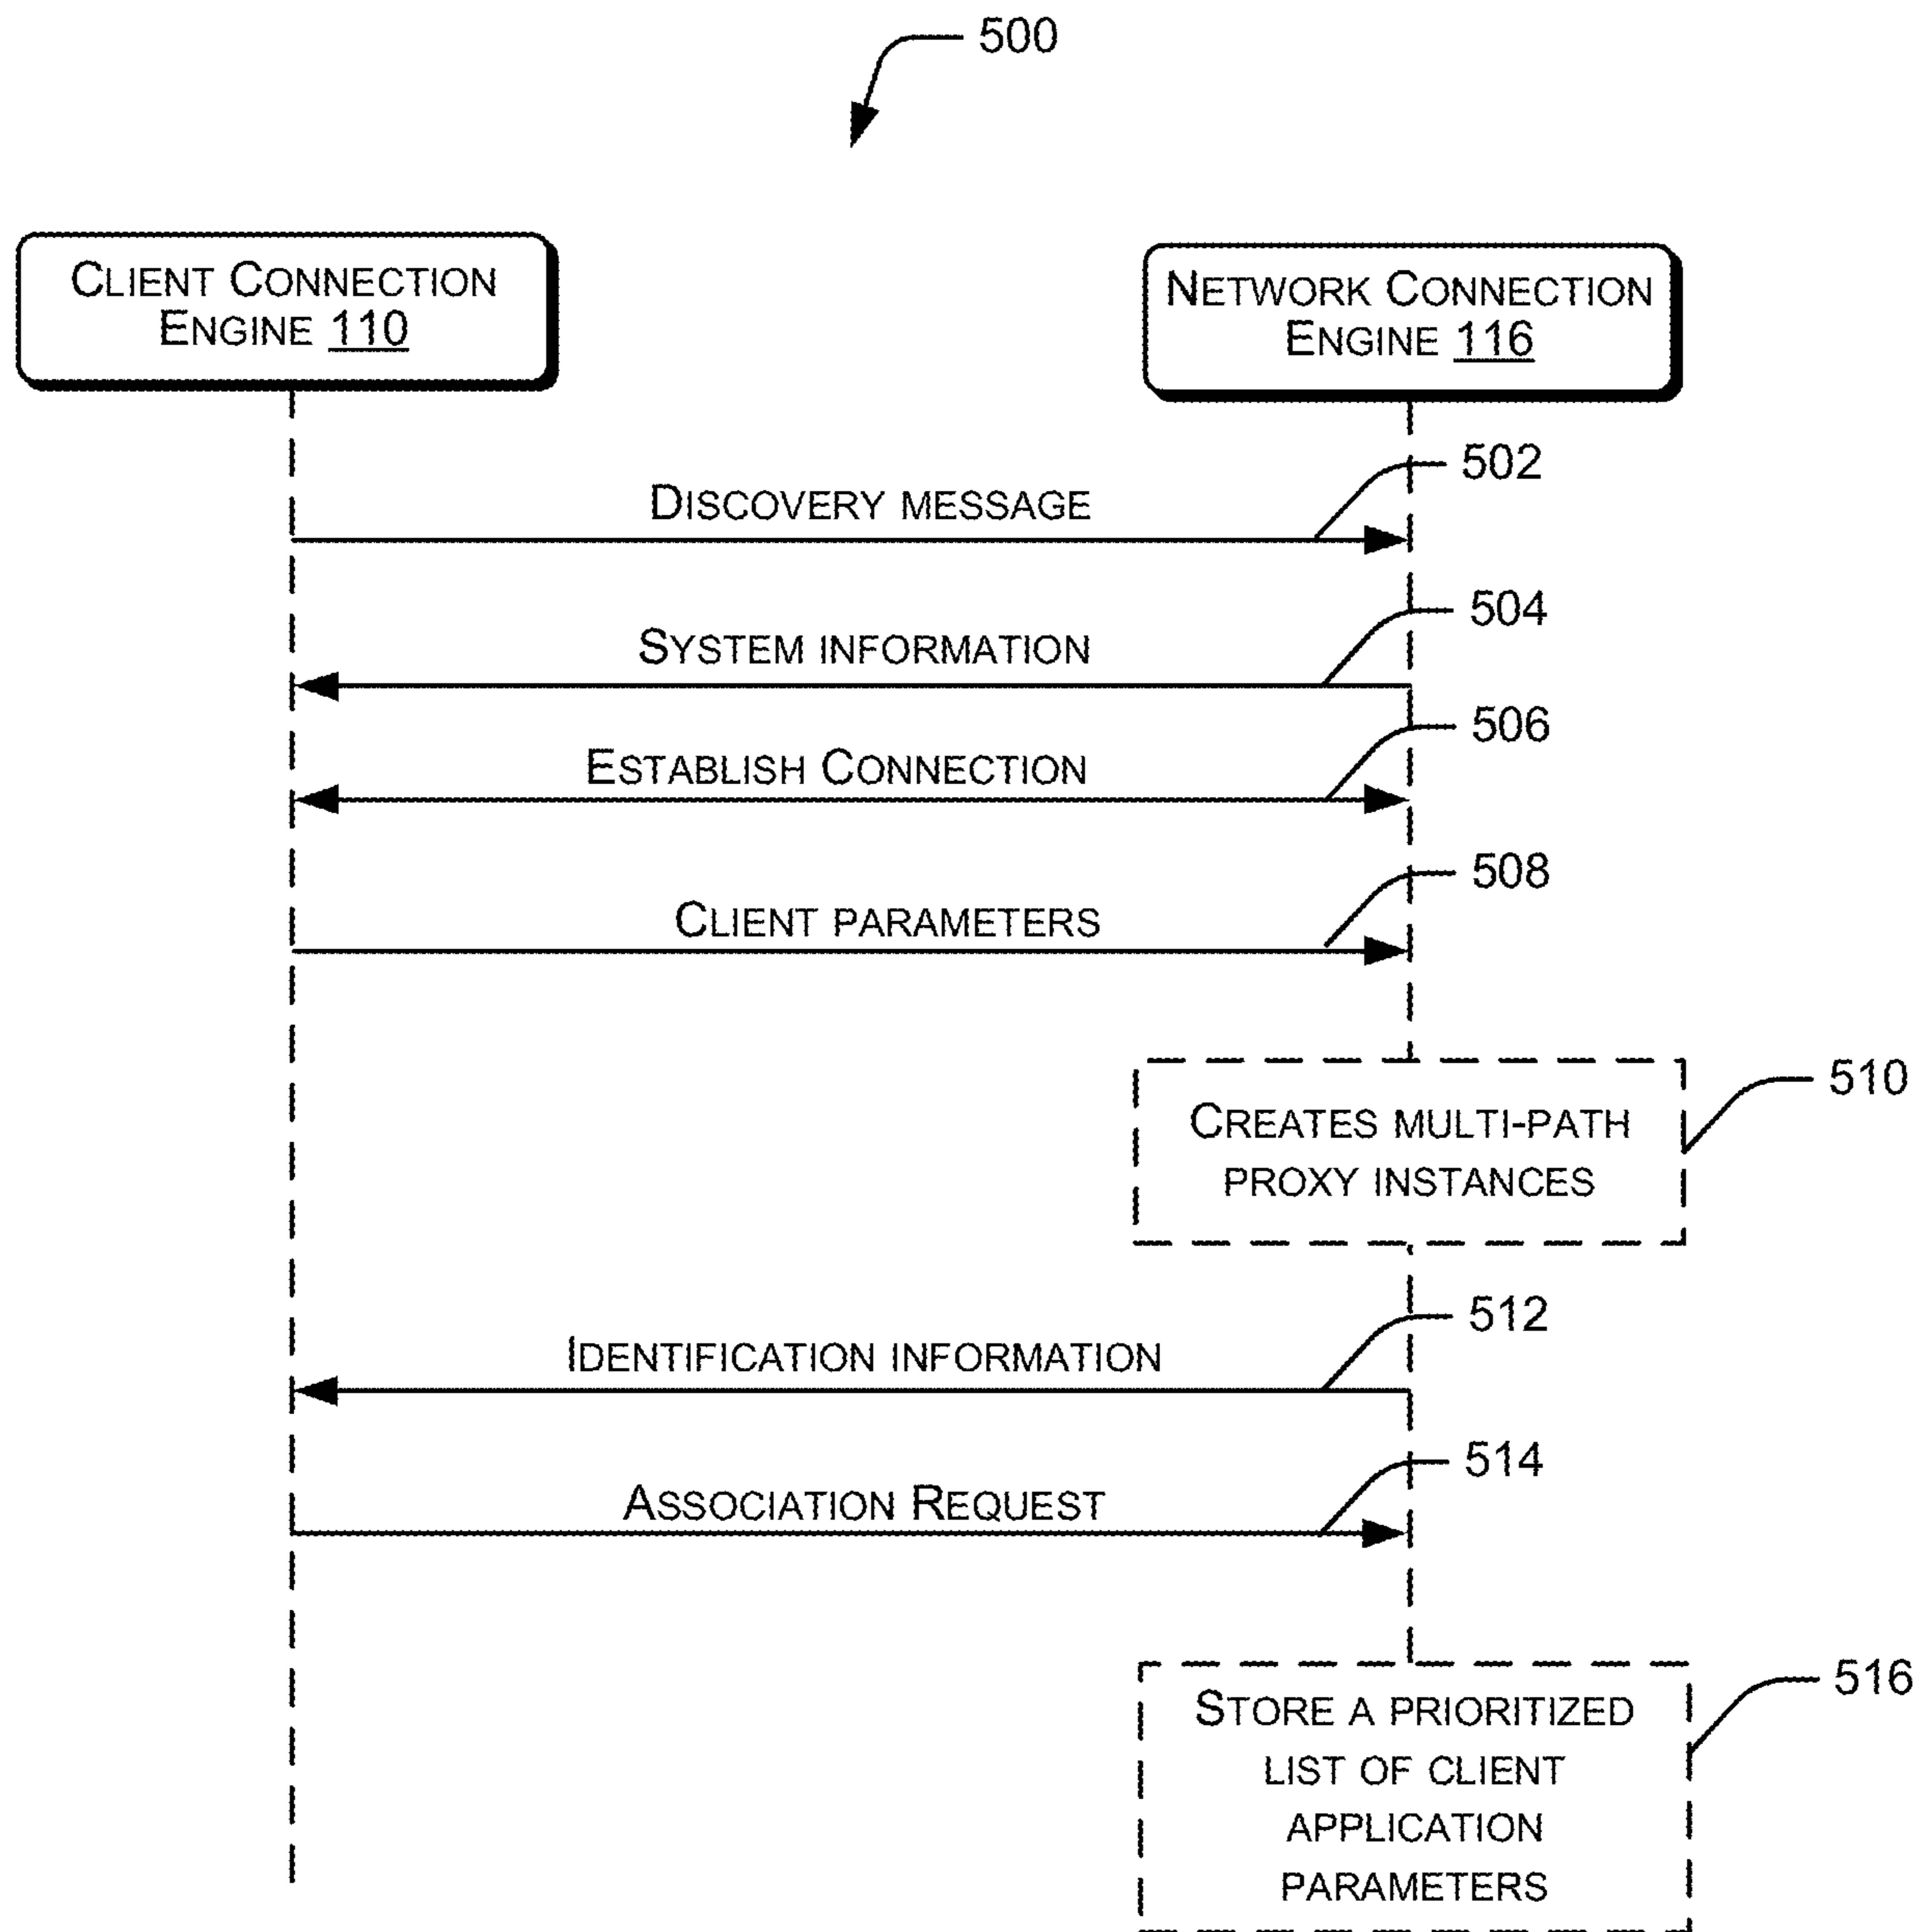 500
CLIENT CONNECTION
ENGINE 110
NETWORK CONNECTION
ENGINE 116
502
DISCOVERY MESSAGE
504
SYSTEM INFORMATION
506
ESTABLISH CONNECTION
508
CLIENT PARAMETERS
510
CREATES MULTI-PATH
PROXY INSTANCES
512
IDENTIFICATION INFORMATION
514
ASSOCIATION REQUEST
516
STORE A PRIORITIZED
LIST OF CLIENT
APPLICATION
PARAMETERS